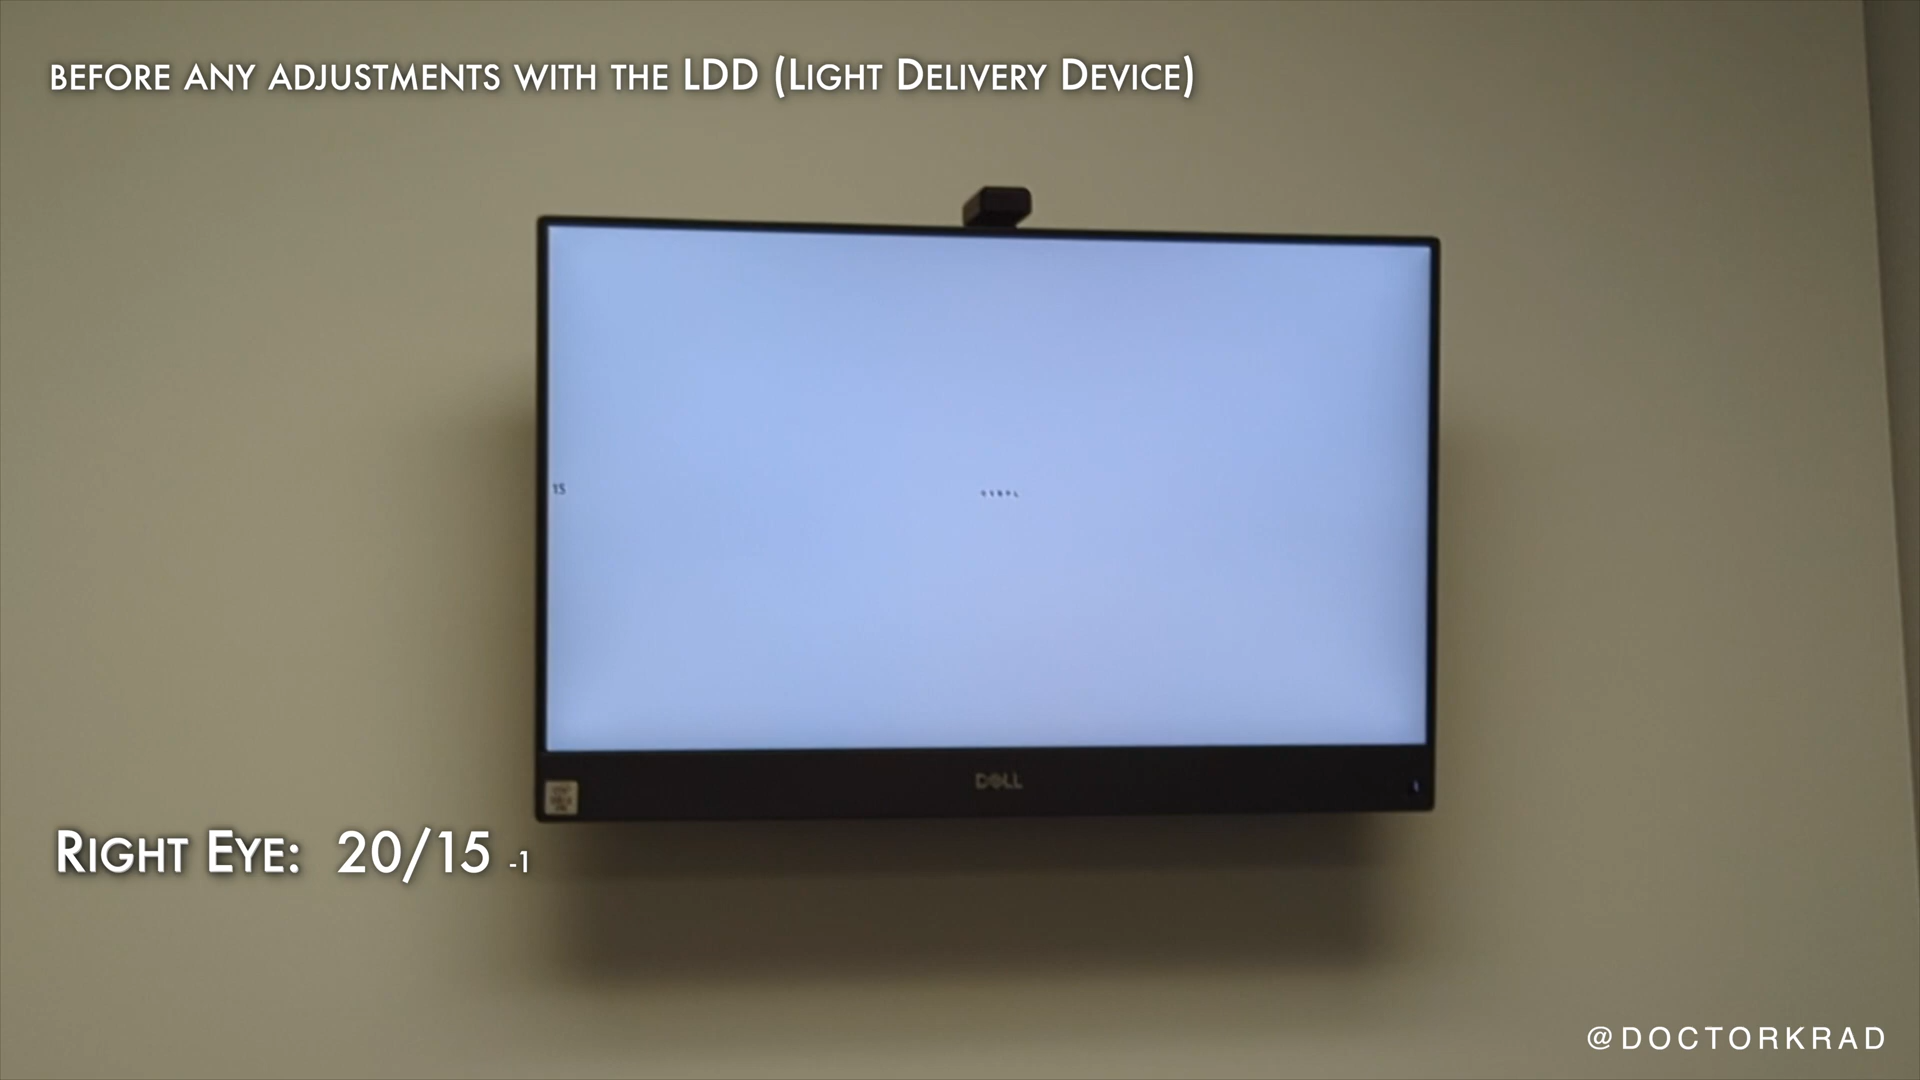 BEFORE ANY ADJUSTMENTS WITH THE LDD (LIGHT DELIVERY DEVICE)
15
DELL
RIGHT EYE: 20/15 -1
@DOCTORKRAD